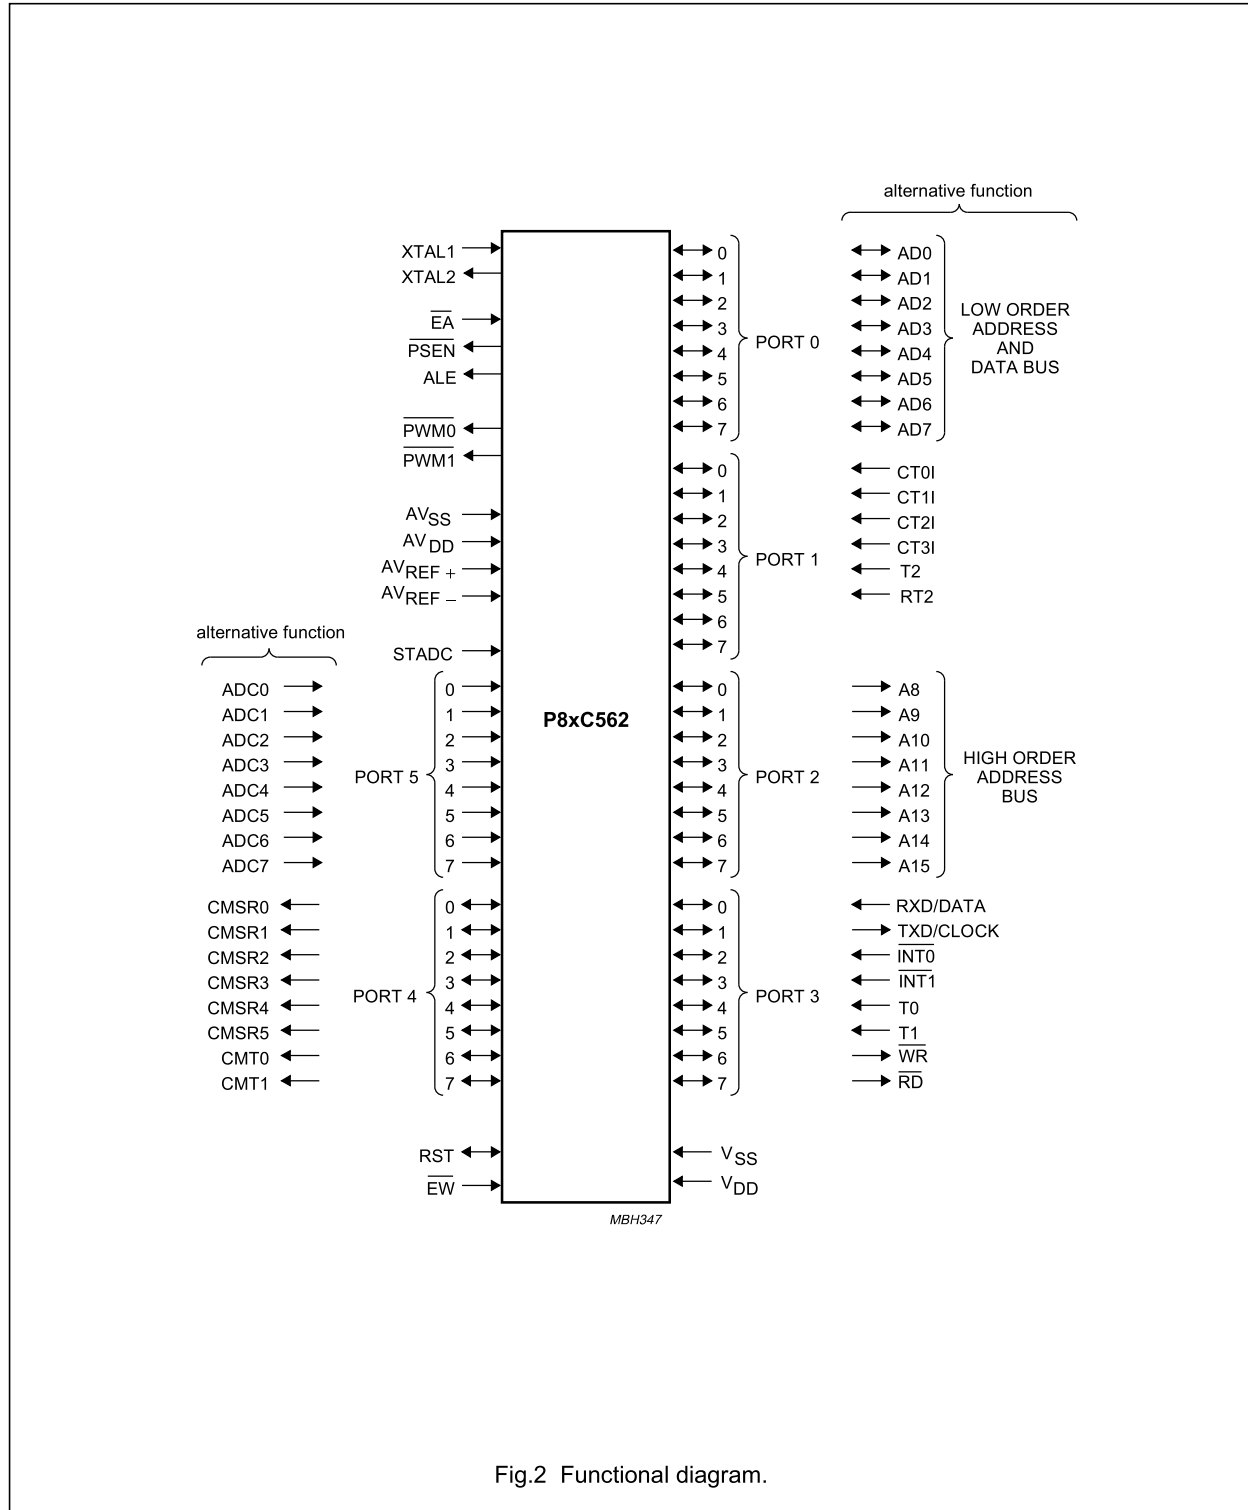 alternative function
XTAL1
XTAL2
EA
PSEN
ALE
PWM0
PWM1
AVSS
AVDD
AVREF +
AVREF −
STADC
alternative function
ADC0 0
ADC1 1
ADC2 2
ADC3 3
ADC4 4
ADC5 5
ADC6 6
ADC7 7
PORT 5
CMSR0 0
CMSR1 1
CMSR2 2
CMSR3 3
CMSR4 4
CMSR5 5
CMT0 6
CMT1 7
PORT 4
RST
EW
P8xC562
0 AD0
1 AD1
2 AD2
3 AD3
4 AD4
5 AD5
6 AD6
7 AD7
PORT 0
LOW ORDER
ADDRESS
AND
DATA BUS
0 CT0I
1 CT1I
2 CT2I
3 CT3I
4 T2
5 RT2
6
7
PORT 1
0 A8
1 A9
2 A10
3 A11
4 A12
5 A13
6 A14
7 A15
PORT 2
HIGH ORDER
ADDRESS
BUS
0 RXD/DATA
1 TXD/CLOCK
2 INT0
3 INT1
4 T0
5 T1
6 WR
7 RD
PORT 3
VSS
VDD
MBH347
Fig.2 Functional diagram.